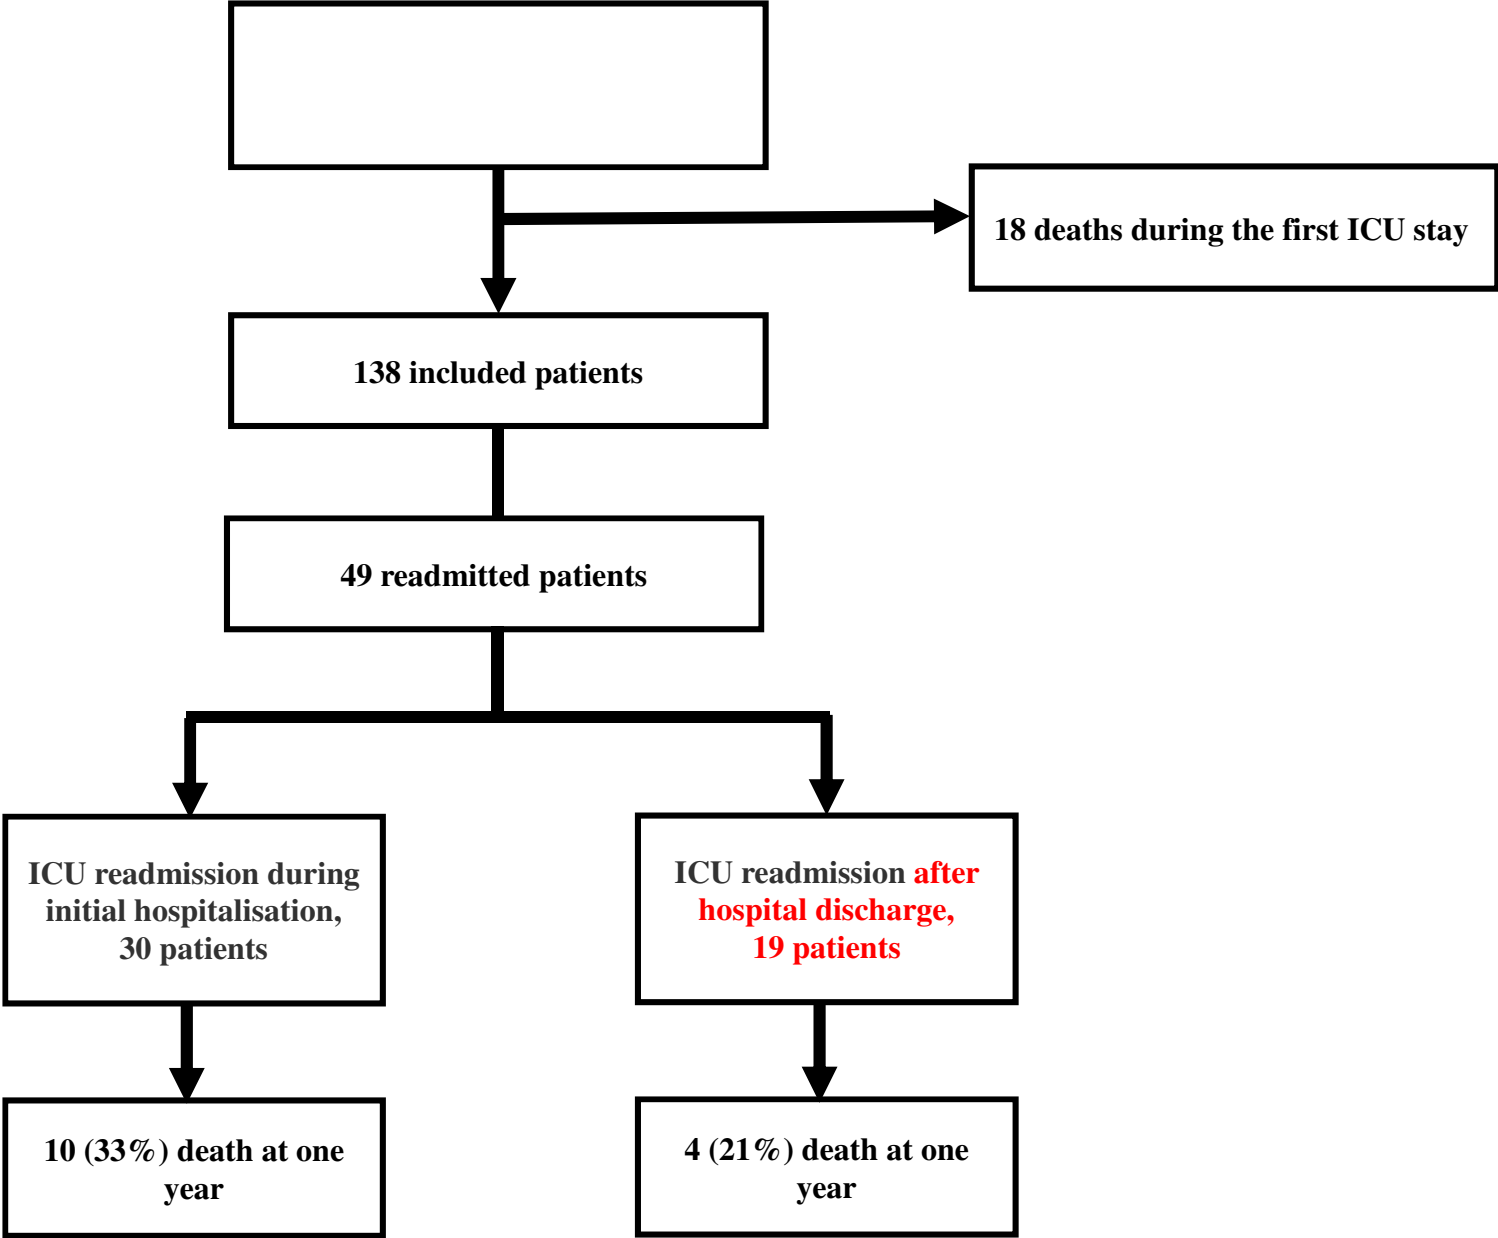 18 deaths during the first ICU stay
138 included patients
49 readmitted patients
ICU readmission during
initial hospitalisation,
30 patients
ICU readmission after
hospital discharge,
19 patients
10 (33%) death at one
year
4 (21%) death at one
year